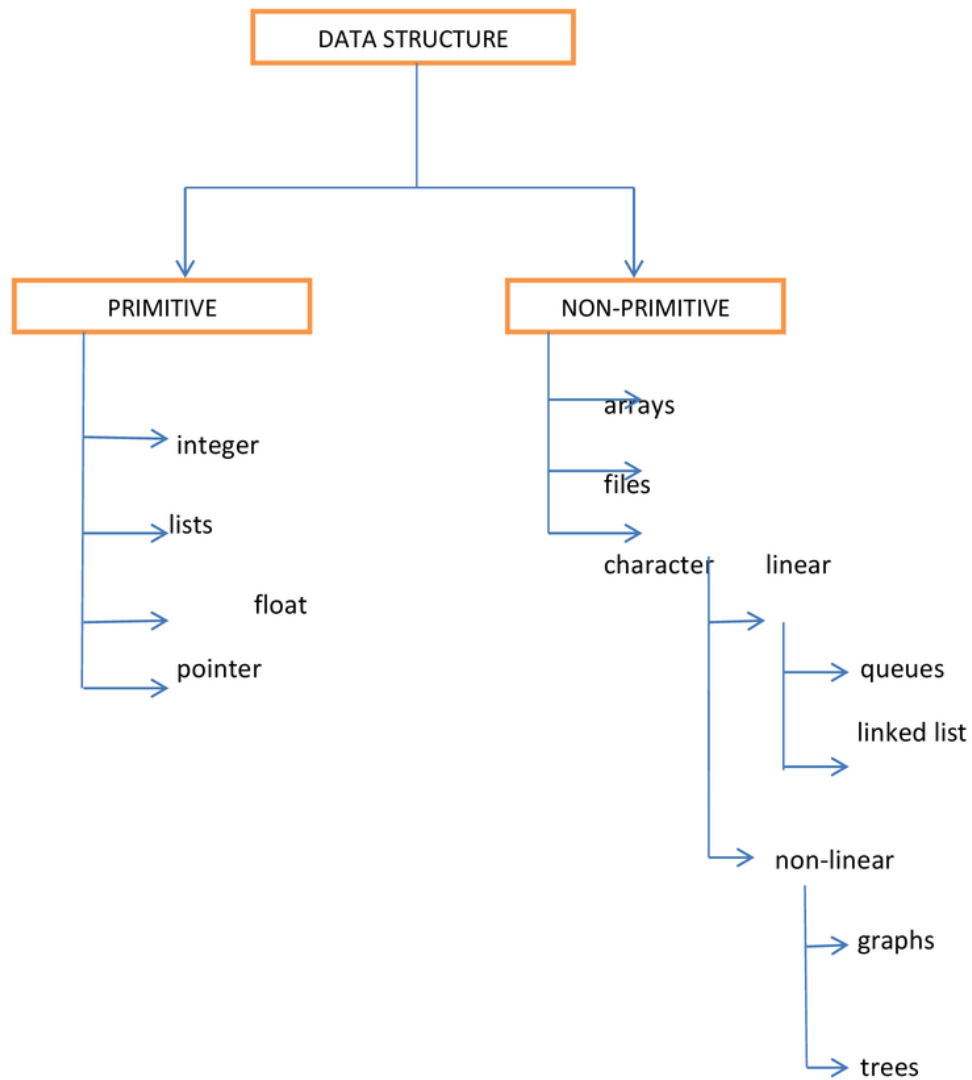 DATA STRUCTURE
PRIMITIVE
NON-PRIMITIVE
integer
lists
float
pointer
arrays
files
character
linear
queues
linked list
non-linear
graphs
trees